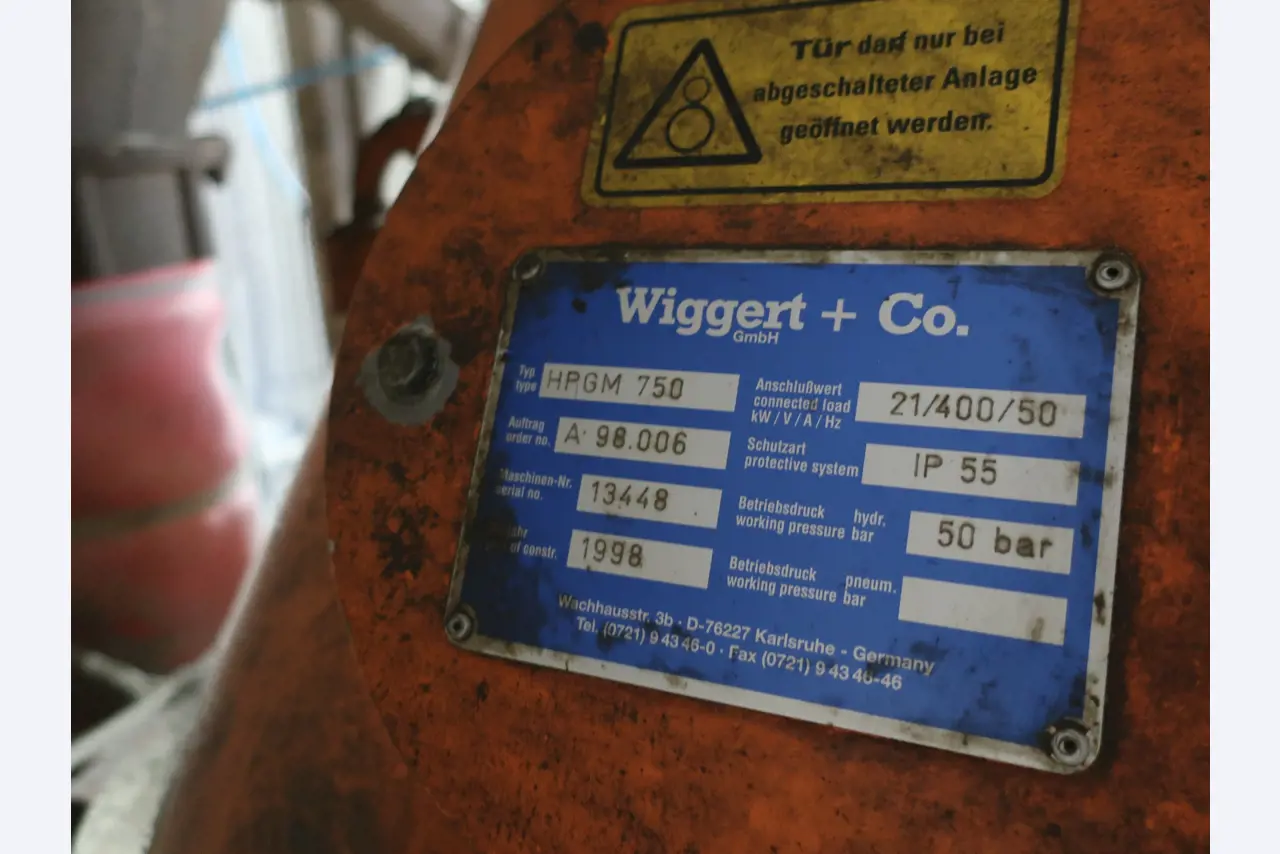 Tür darf nur bei
abgeschalteter Anlage
geöffnet werden.
Wiggert + Co.
GmbH
Typ
type
HPGM 750
Anschlußwert
connected load
kW / V / A / Hz
21/400/50
Auftrag
order no.
A 98.006
Schutzart
protective system
IP 55
Maschinen-Nr.
serial no.
13448
Betriebsdruck hydr.
working pressure bar
50 bar
of constr.
1998
Betriebsdruck pneum.
working pressure bar
Wachhausstr. 3b · D-76227 Karlsruhe - Germany
Tel. (0721) 9 43 46-0 · Fax (0721) 9 43 46-46